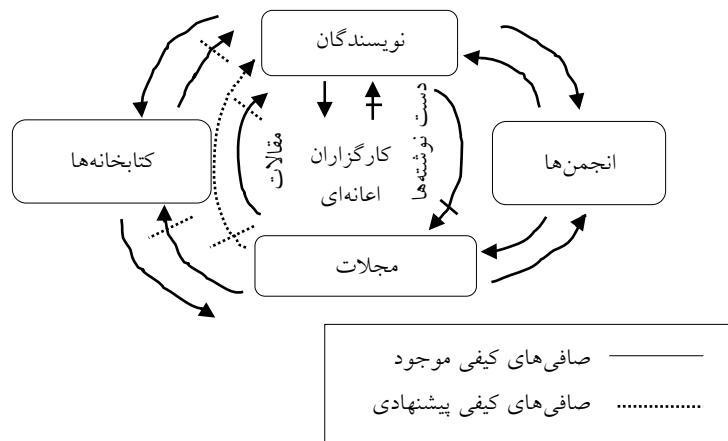 نویسندگان
کتابخانه‌ها
مقالات
کارگزاران
اعانه‌ای
دست نوشته‌ها
انجمن‌ها
مجلات
صافی‌های کیفی موجود
صافی‌های کیفی پیشنهادی